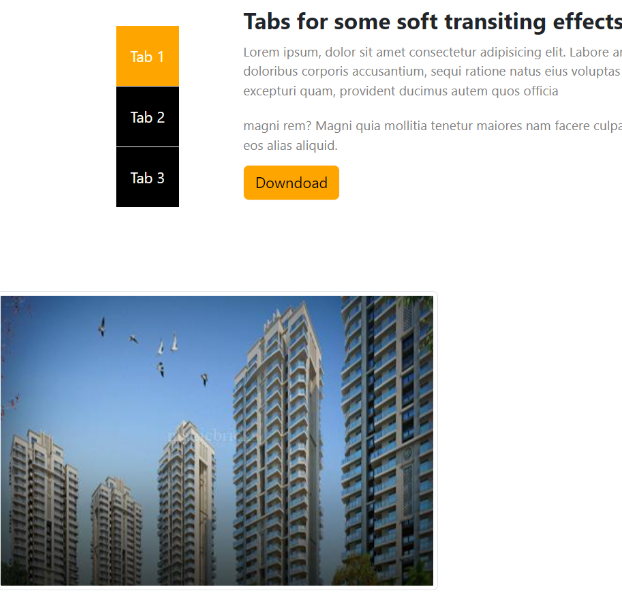 Tabs for some soft transiting effects
Tab 1
Lorem ipsum, dolor sit amet consectetur adipisicing elit. Labore
doloribus corporis accusantium, sequi ratione natus eius voluptas
excepturi quam, provident ducimus autem quos officia
Tab 2
magni rem? Magni quia mollitia tenetur maiores nam facere culpa
eos alias aliquid.
Tab 3
Downdoad